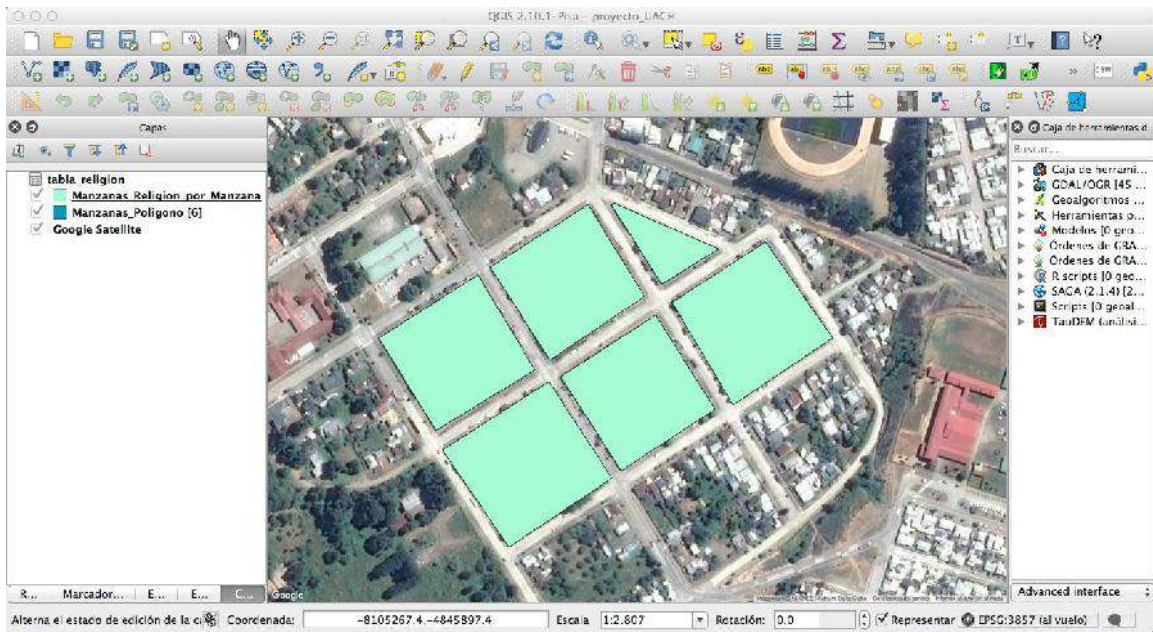 QGIS 2.10.1-Pisa - proyecto_UACH
Capas
Caja de herramientas d
Buscar...
tabla_religion
Manzanas_Religion_por_Manzana
Manzanas_Poligono [6]
Google Satellite
Caja de herrami...
GDAL/OGR [45 ...
Geoalgoritmos ...
Herramientas p...
Modelos [0 geo...
Órdenes de GRA...
Órdenes de GRA...
R scripts [0 geo...
SAGA (2.1.4) [2...
Scripts [0 geoal...
TauDEM (análisi...
R... Marcador... E... E... C...
Google
Advanced interface
Alterna el estado de edición de la c
Coordenada: -8105267.4,-4845897.4 Escala 1:2.807 Rotación: 0.0 Representar EPSG:3857 (al vuelo)